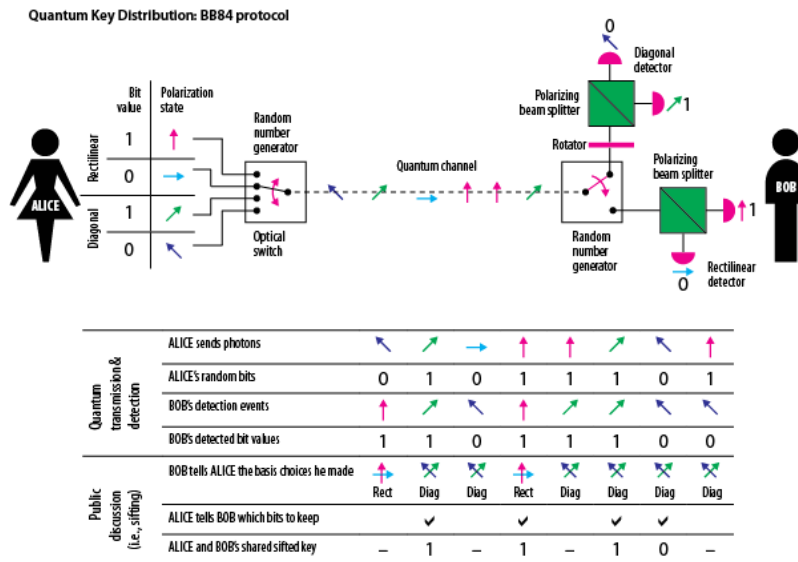 Quantum Key Distribution: BB84 protocol
Bit
value
Polarization
state
Rectilinear
1
0
Diagonal
1
0
ALICE
Random
number
generator
Optical
switch
Quantum channel
0
Diagonal
detector
Polarizing
beam splitter
1
Rotator
Random
number
generator
Polarizing
beam splitter
1
0
Rectilinear
detector
BOB
Quantum
transmission &
detection
ALICE sends photons
ALICE's random bits 0 1 0 1 1 1 0 1
BOB's detection events
BOB's detected bit values 1 1 0 1 1 1 0 0
Public
discussion
(i.e., sifting)
BOB tells ALICE the basis choices he made
Rect Diag Diag Rect Diag Diag Diag Diag
ALICE tells BOB which bits to keep ✓ ✓ ✓ ✓
ALICE and BOB's shared sifted key – 1 – 1 – 1 0 –